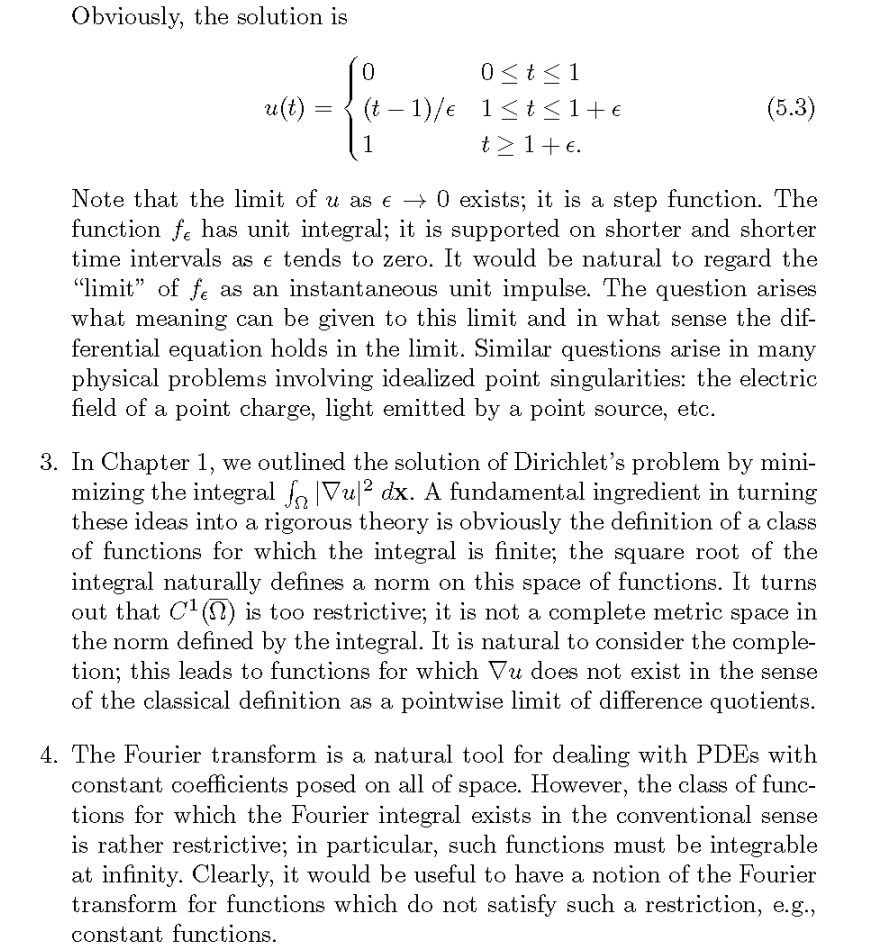 Obviously, the solution is
u(t) = { 0 0 ≤ t ≤ 1
(t − 1)/ϵ 1 ≤ t ≤ 1 + ϵ (5.3)
1 t ≥ 1 + ϵ.
Note that the limit of u as ϵ → 0 exists; it is a step function. The
function f_ϵ has unit integral; it is supported on shorter and shorter
time intervals as ϵ tends to zero. It would be natural to regard the
“limit” of f_ϵ as an instantaneous unit impulse. The question arises
what meaning can be given to this limit and in what sense the dif-
ferential equation holds in the limit. Similar questions arise in many
physical problems involving idealized point singularities: the electric
field of a point charge, light emitted by a point source, etc.
3. In Chapter 1, we outlined the solution of Dirichlet’s problem by mini-
mizing the integral ∫_Ω |∇u|² dx. A fundamental ingredient in turning
these ideas into a rigorous theory is obviously the definition of a class
of functions for which the integral is finite; the square root of the
integral naturally defines a norm on this space of functions. It turns
out that C¹(Ω̅) is too restrictive; it is not a complete metric space in
the norm defined by the integral. It is natural to consider the comple-
tion; this leads to functions for which ∇u does not exist in the sense
of the classical definition as a pointwise limit of difference quotients.
4. The Fourier transform is a natural tool for dealing with PDEs with
constant coefficients posed on all of space. However, the class of func-
tions for which the Fourier integral exists in the conventional sense
is rather restrictive; in particular, such functions must be integrable
at infinity. Clearly, it would be useful to have a notion of the Fourier
transform for functions which do not satisfy such a restriction, e.g.,
constant functions.